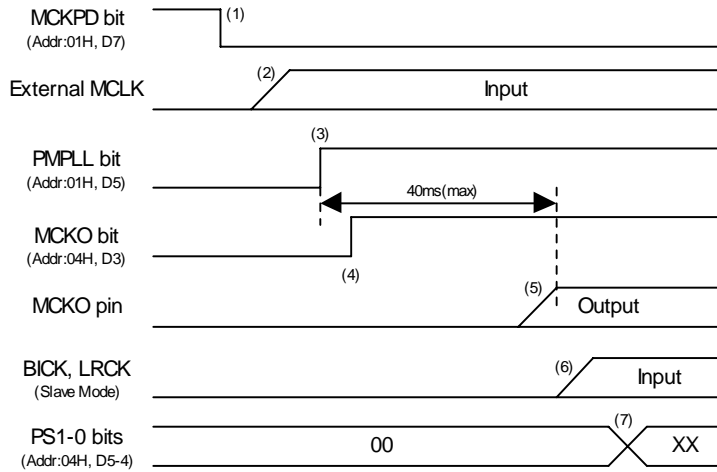 MCKPD bit
(Addr:01H, D7)
(1)
External MCLK
(2)
Input
(3)
PMPLL bit
(Addr:01H, D5)
40ms(max)
MCKO bit
(Addr:04H, D3)
(4)
MCKO pin
(5)
Output
BICK, LRCK
(Slave Mode)
(6)
Input
PS1-0 bits
(Addr:04H, D5-4)
00
(7)
XX